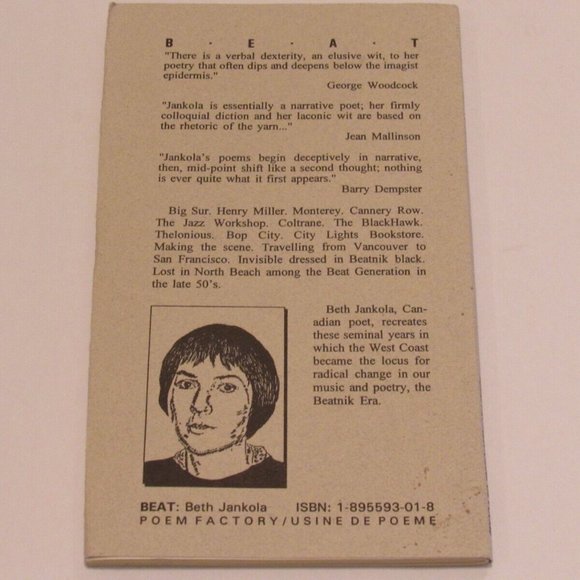 B · E · A · T
"There is a verbal dexterity, an elusive wit, to her
poetry that often dips and deepens below the imagist
epidermis."
George Woodcock
"Jankola is essentially a narrative poet; her firmly
colloquial diction and her laconic wit are based on
the rhetoric of the yarn..."
Jean Mallinson
"Jankola's poems begin deceptively in narrative,
then, mid-point shift like a second thought; nothing
is ever quite what it first appears."
Barry Dempster
Big Sur. Henry Miller. Monterey. Cannery Row.
The Jazz Workshop. Coltrane. The BlackHawk.
Thelonious. Bop City. City Lights Bookstore.
Making the scene. Travelling from Vancouver to
San Francisco. Invisible dressed in Beatnik black.
Lost in North Beach among the Beat Generation in
the late 50's.
Beth Jankola, Can-
adian poet, recreates
these seminal years in
which the West Coast
became the locus for
radical change in our
music and poetry, the
Beatnik Era.
BEAT: Beth Jankola ISBN: 1-895593-01-8
POEM FACTORY/USINE DE POEME